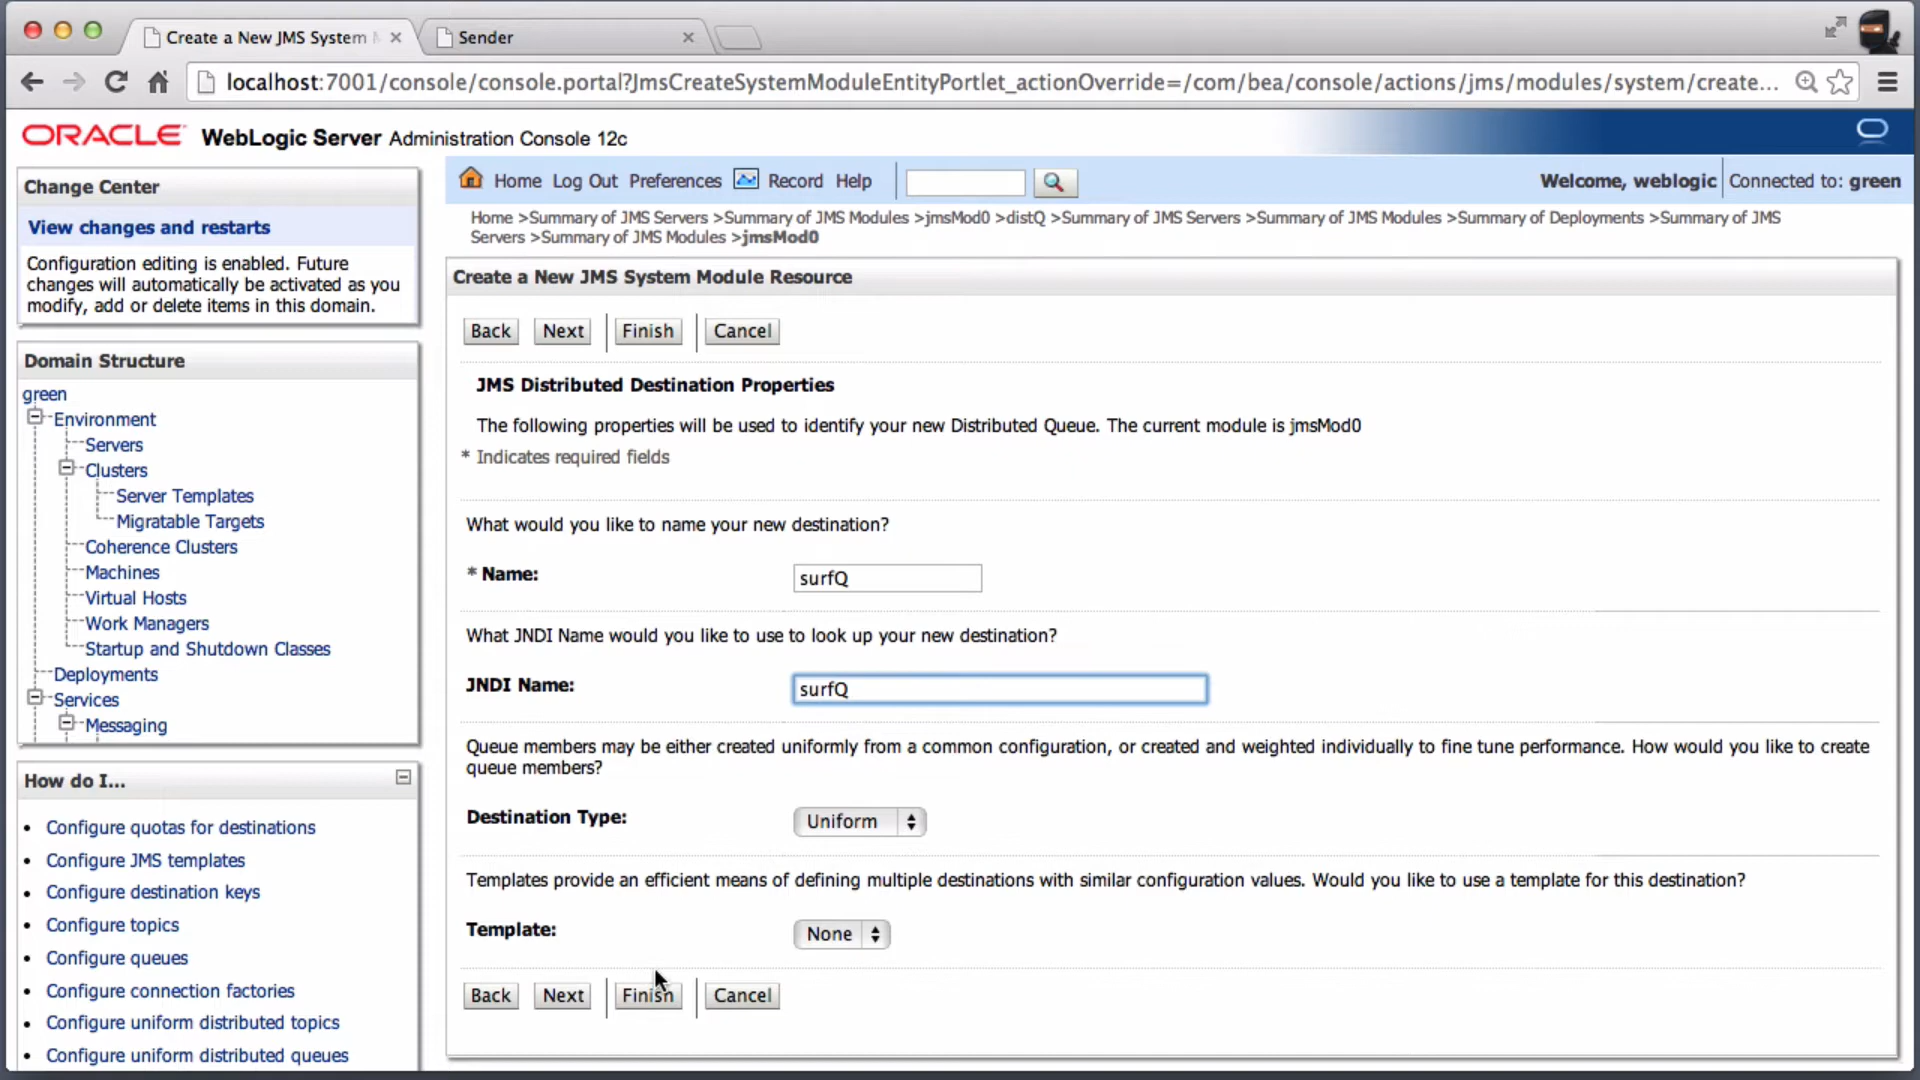 Create a New JMS System M
Sender
localhost:7001/console/console.portal?JmsCreateSystemModuleEntityPortlet_actionOverride=/com/bea/console/actions/jms/modules/system/create...
ORACLE WebLogic Server Administration Console 12c
Change Center
View changes and restarts
Configuration editing is enabled. Future
changes will automatically be activated as you
modify, add or delete items in this domain.
Domain Structure
green
Environment
Servers
Clusters
Server Templates
Migratable Targets
Coherence Clusters
Machines
Virtual Hosts
Work Managers
Startup and Shutdown Classes
Deployments
Services
Messaging
How do I...
Configure quotas for destinations
Configure JMS templates
Configure destination keys
Configure topics
Configure queues
Configure connection factories
Configure uniform distributed topics
Configure uniform distributed queues
Home Log Out Preferences Record Help
Welcome, weblogic Connected to: green
Home >Summary of JMS Servers >Summary of JMS Modules >jmsMod0 >distQ >Summary of JMS Servers >Summary of JMS Modules >Summary of Deployments >Summary of JMS
Servers >Summary of JMS Modules >jmsMod0
Create a New JMS System Module Resource
Back Next Finish Cancel
JMS Distributed Destination Properties
The following properties will be used to identify your new Distributed Queue. The current module is jmsMod0
* Indicates required fields
What would you like to name your new destination?
* Name: surfQ
What JNDI Name would you like to use to look up your new destination?
JNDI Name: surfQ
Queue members may be either created uniformly from a common configuration, or created and weighted individually to fine tune performance. How would you like to create
queue members?
Destination Type: Uniform
Templates provide an efficient means of defining multiple destinations with similar configuration values. Would you like to use a template for this destination?
Template: None
Back Next Finish Cancel